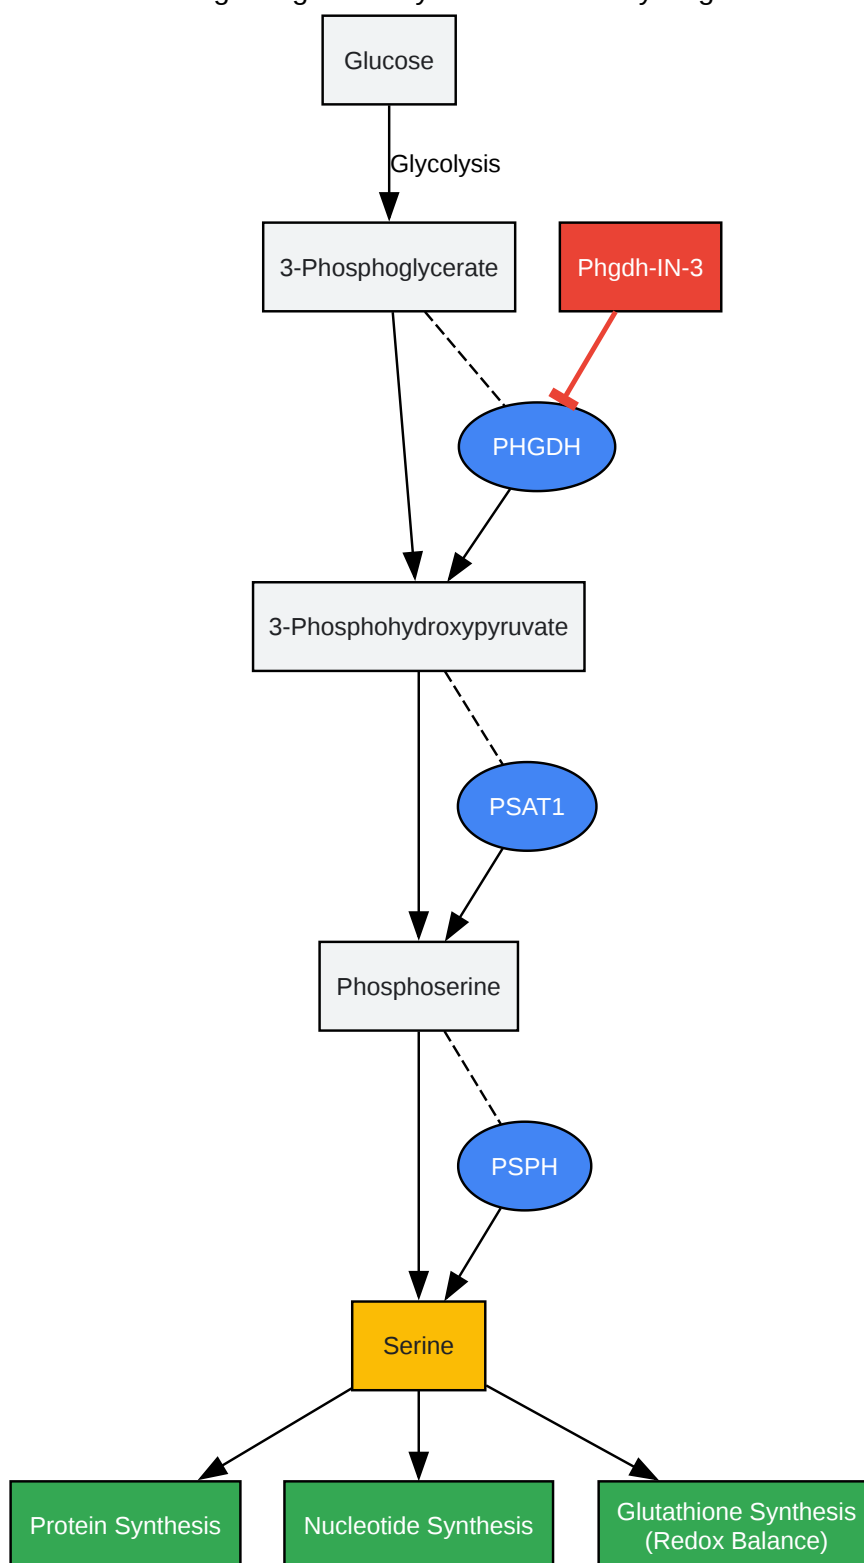 Glucose
Glycolysis
3-Phosphoglycerate
Phgdh-IN-3
PHGDH
3-Phosphohydroxypyruvate
PSAT1
Phosphoserine
PSPH
Serine
Protein Synthesis
Nucleotide Synthesis
Glutathione Synthesis
(Redox Balance)